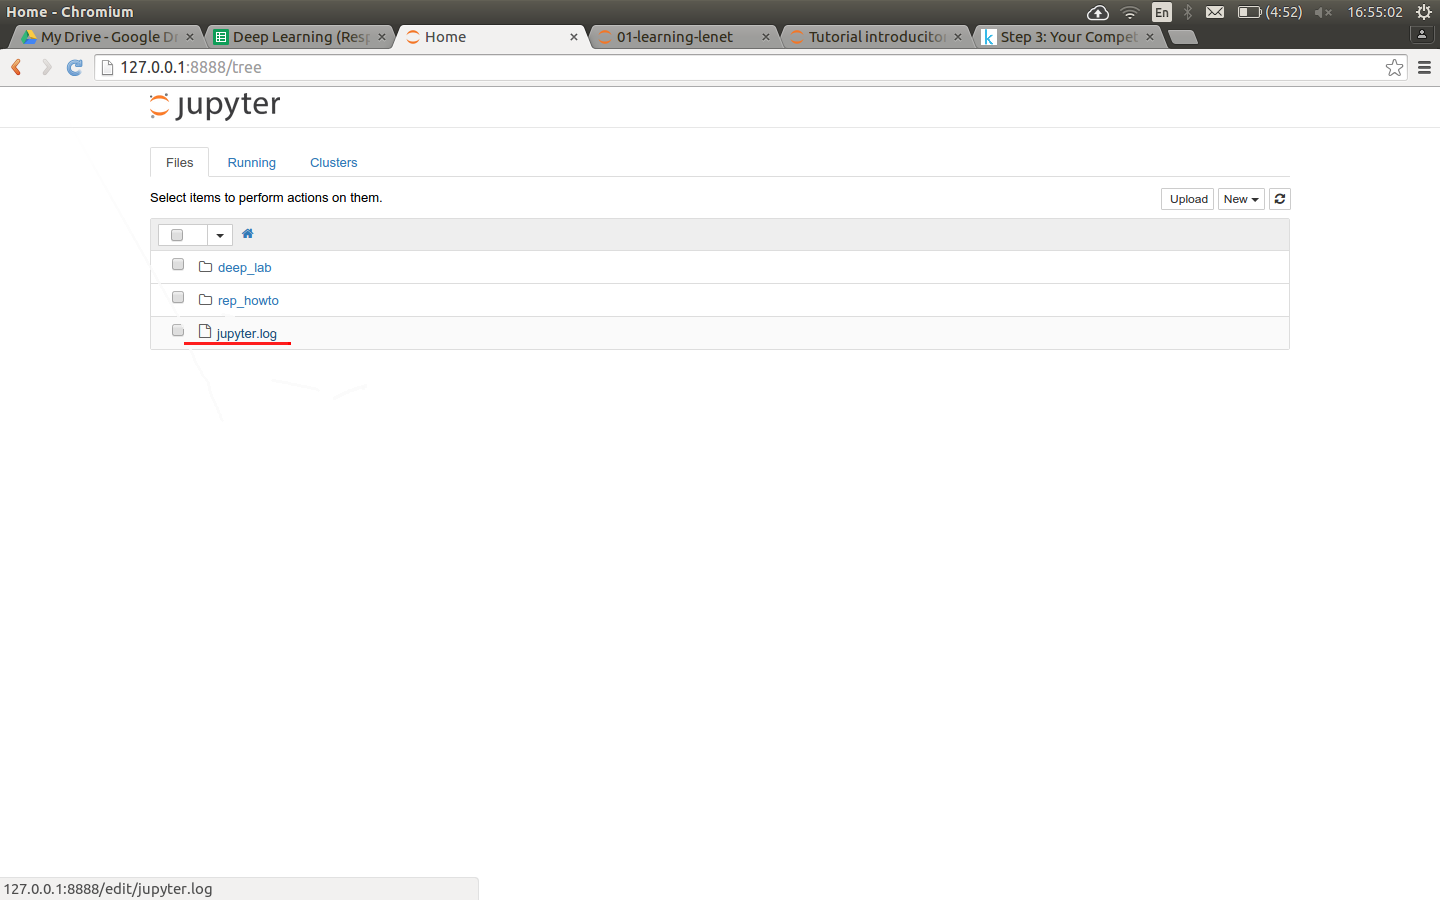 Home - Chromium
En
(4:52)
16:55:02
My Drive - Google Dr
Deep Learning (Resp
Home
01-learning-lenet
Tutorial introducitor
k Step 3: Your Compet
127.0.0.1:8888/tree
jupyter
Files
Running
Clusters
Select items to perform actions on them.
Upload
New
deep_lab
rep_howto
jupyter.log
127.0.0.1:8888/edit/jupyter.log